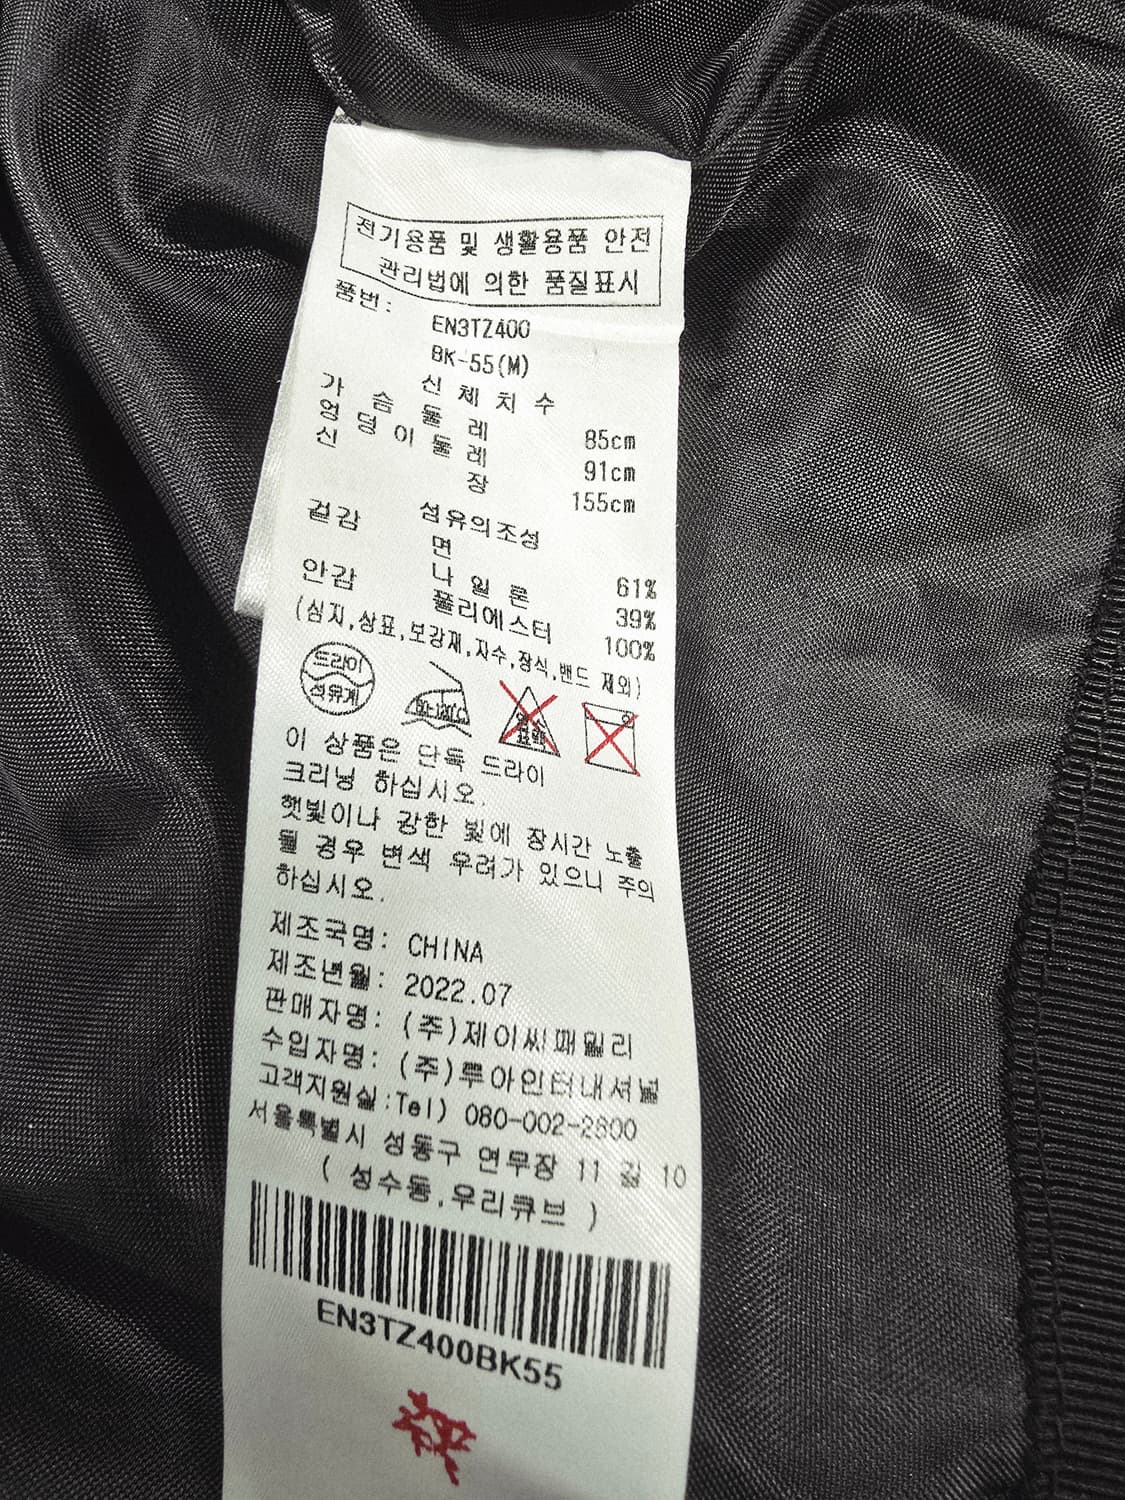 전기용품 및 생활용품 안전
관리법에 의한 품질표시
품번:
EN3TZ400
BK-55(M)
신체치수
가슴둘레 85cm
엉덩이둘레 91cm
신장 155cm
섬유의조성
겉감 면 61%
나일론 39%
안감 폴리에스터 100%
(심지,상표,보강재,자수,장식,밴드 제외)
드라이
석유계
80-120℃
염소
표백
이 상품은 단독 드라이
크리닝 하십시오.
햇빛이나 강한 빛에 장시간 노출
될 경우 변색 우려가 있으니 주의
하십시오.
제조국명: CHINA
제조년월: 2022.07
판매자명: (주)제이씨패밀리
수입자명: (주)루아인터내셔널
고객지원실:Tel) 080-002-2800
서울특별시 성동구 연무장 11 길 10
( 성수동,우리큐브 )
EN3TZ400BK55